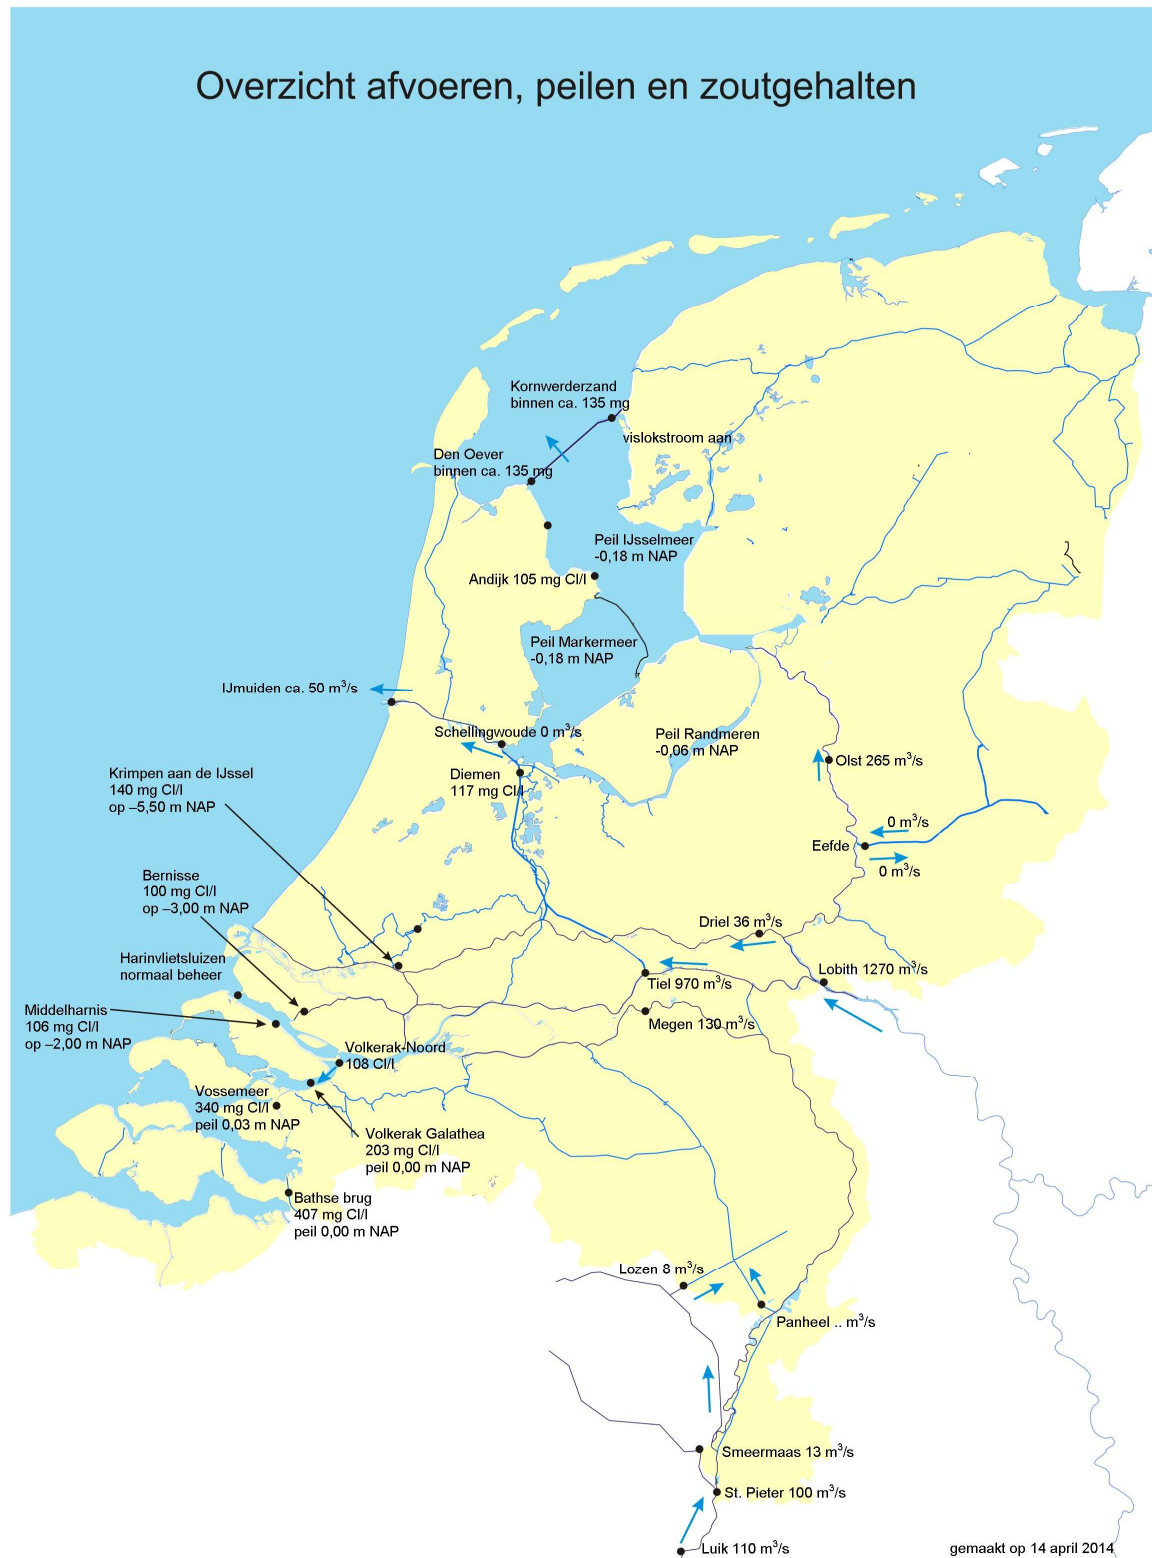 Overzicht afvoeren, peilen en zoutgehalten
Kornwerderzand
binnen ca. 135 mg
vislokstroom aan
Den Oever
binnen ca. 135 mg
Peil IJsselmeer
-0,18 m NAP
Andijk 105 mg Cl/l
Peil Markermeer
-0,18 m NAP
IJmuiden ca. 50 m³/s
Schellingwoude 0 m³/s
Peil Randmeren
-0,06 m NAP
Olst 265 m³/s
Krimpen aan de IJssel
140 mg Cl/l
op –5,50 m NAP
Diemen
117 mg Cl/l
0 m³/s
Eefde
0 m³/s
Bernisse
100 mg Cl/l
op –3,00 m NAP
Driel 36 m³/s
Harinvlietsluizen
normaal beheer
Lobith 1270 m³/s
Tiel 970 m³/s
Middelharnis
106 mg Cl/l
op –2,00 m NAP
Megen 130 m³/s
Volkerak-Noord
108 Cl/l
Vossemeer
340 mg Cl/l
peil 0,03 m NAP
Volkerak Galathea
203 mg Cl/l
peil 0,00 m NAP
Bathse brug
407 mg Cl/l
peil 0,00 m NAP
Lozen 8 m³/s
Panheel .. m³/s
Smeermaas 13 m³/s
St. Pieter 100 m³/s
Luik 110 m³/s
gemaakt op 14 april 2014